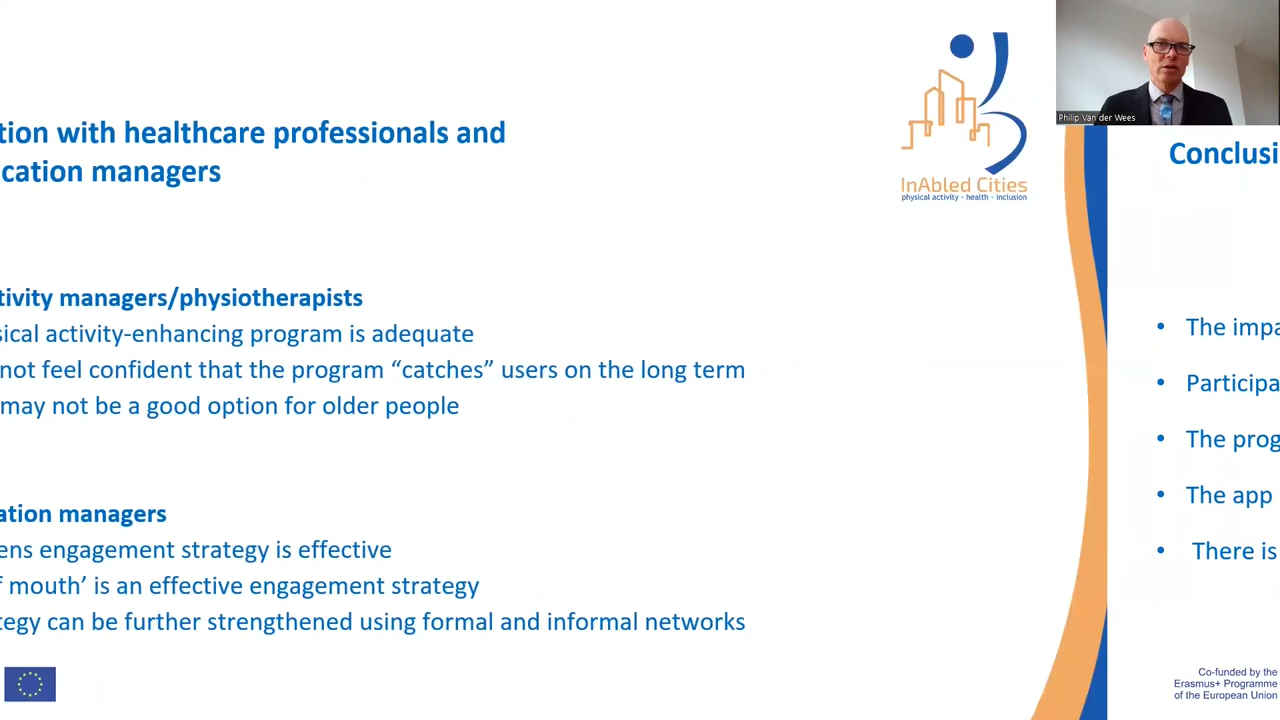 tion with healthcare professionals and
cation managers
tivity managers/physiotherapists
sical activity-enhancing program is adequate
not feel confident that the program “catches” users on the long term
may not be a good option for older people
ation managers
ens engagement strategy is effective
f mouth’ is an effective engagement strategy
tegy can be further strengthened using formal and informal networks
InAbled Cities
physical activity - health - inclusion
Philip Van der Wees
Conclusi
• The impa
• Participa
• The prog
• The app
• There is
Co-funded by the
Erasmus+ Programme
of the European Union